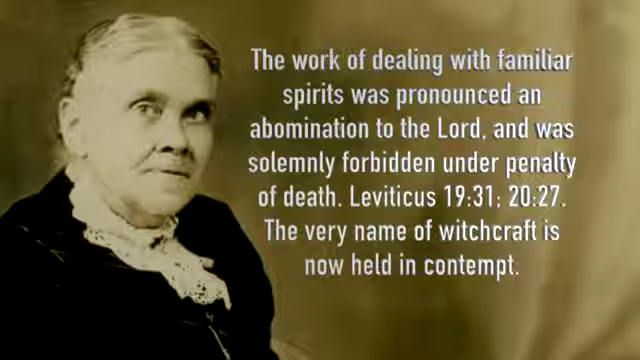 The work of dealing with familiar
spirits was pronounced an
abomination to the Lord, and was
solemnly forbidden under penalty
of death. Leviticus 19:31; 20:27.
The very name of witchcraft is
now held in contempt.